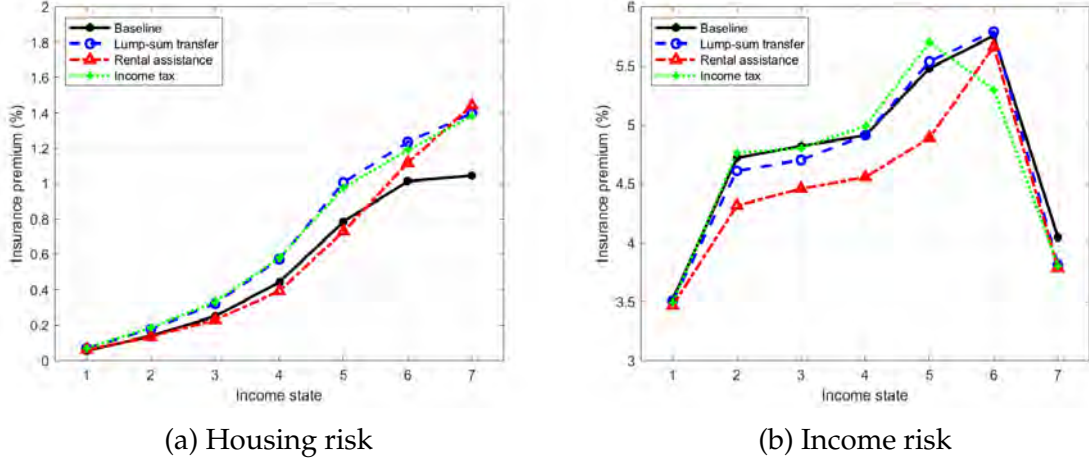 Baseline
Lump-sum transfer
Rental assistance
Income tax
Insurance premium (%)
2
1.8
1.6
1.4
1.2
1
0.8
0.6
0.4
0.2
0
1 2 3 4 5 6 7
Income state
(a) Housing risk
Baseline
Lump-sum transfer
Rental assistance
Income tax
Insurance premium (%)
6
5.5
5
4.5
4
3.5
3
1 2 3 4 5 6 7
Income state
(b) Income risk